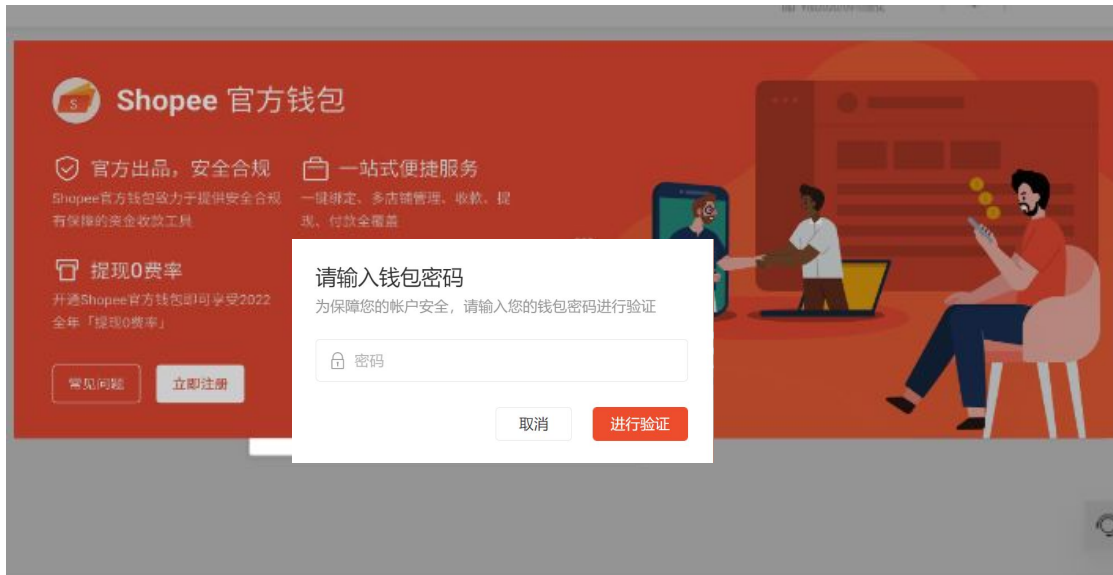 Shopee 官方钱包
官方出品，安全合规
一站式便捷服务
Shopee官方钱包致力于提供安全合规
有保障的资金收款工具
一键绑定、多店铺管理、收款、提
现、付款全覆盖
提现0费率
开通Shopee官方钱包即可享受2022
全年「提现0费率」
常见问题
立即注册
请输入钱包密码
为保障您的帐户安全，请输入您的钱包密码进行验证
密码
取消
进行验证